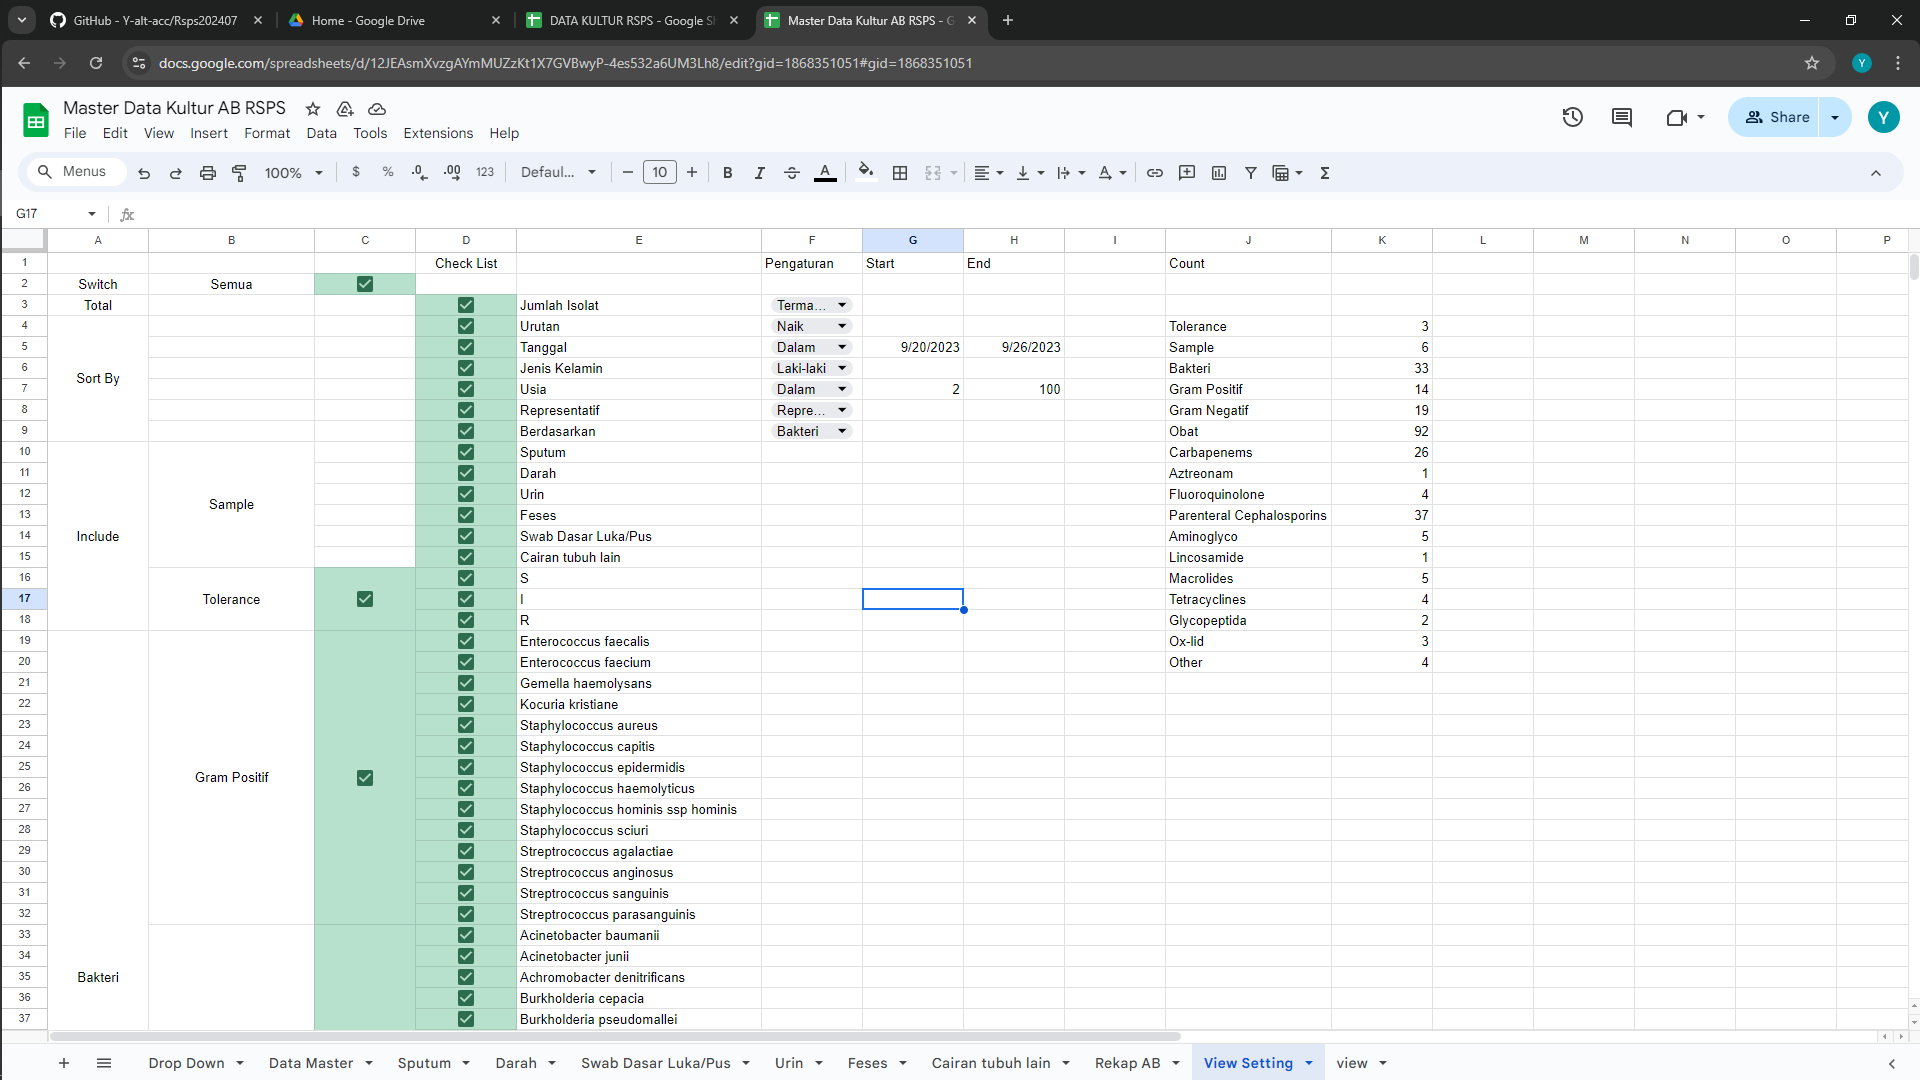 GitHub - Y-alt-acc/Rsps202407
Home - Google Drive
DATA KULTUR RSPS - Google Sh
Master Data Kultur AB RSPS - G
docs.google.com/spreadsheets/d/12JEAsmXvzgAYmMUZzKt1X7GVBwyP-4es532a6UM3Lh8/edit?gid=1868351051#gid=1868351051
Y
Master Data Kultur AB RSPS
File Edit View Insert Format Data Tools Extensions Help
Share
Y
Menus 100% $ % .0 .00 123 Defaul... 10 B I A
G17
A B C D E F G H I J K L M N O P
1 Check List Pengaturan Start End Count
2 Switch Semua
3 Total Jumlah Isolat Terma...
4 Urutan Naik Tolerance 3
5 Tanggal Dalam 9/20/2023 9/26/2023 Sample 6
6 Sort By Jenis Kelamin Laki-laki Bakteri 33
7 Usia Dalam 2 100 Gram Positif 14
8 Representatif Repre... Gram Negatif 19
9 Berdasarkan Bakteri Obat 92
10 Sputum Carbapenems 26
11 Darah Aztreonam 1
12 Sample Urin Fluoroquinolone 4
13 Feses Parenteral Cephalosporins 37
14 Include Swab Dasar Luka/Pus Aminoglyco 5
15 Cairan tubuh lain Lincosamide 1
16 S Macrolides 5
17 Tolerance I Tetracyclines 4
18 R Glycopeptida 2
19 Enterococcus faecalis Ox-lid 3
20 Enterococcus faecium Other 4
21 Gemella haemolysans
22 Kocuria kristiane
23 Staphylococcus aureus
24 Staphylococcus capitis
25 Gram Positif Staphylococcus epidermidis
26 Staphylococcus haemolyticus
27 Staphylococcus hominis ssp hominis
28 Staphylococcus sciuri
29 Streptrococcus agalactiae
30 Streptrococcus anginosus
31 Streptrococcus sanguinis
32 Streptrococcus parasanguinis
33 Acinetobacter baumanii
34 Acinetobacter junii
35 Bakteri Achromobacter denitrificans
36 Burkholderia cepacia
37 Burkholderia pseudomallei
Drop Down Data Master Sputum Darah Swab Dasar Luka/Pus Urin Feses Cairan tubuh lain Rekap AB View Setting view